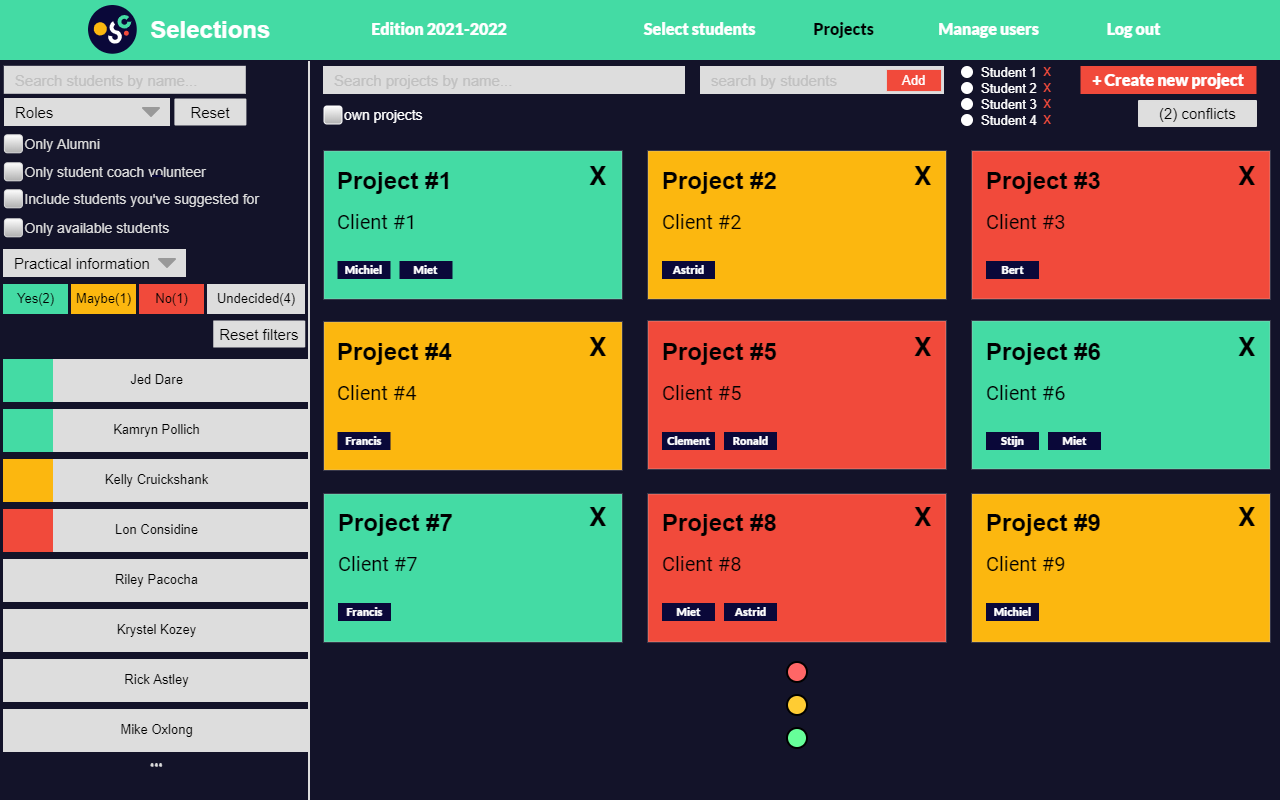 Selections
Edition 2021-2022
Select students
Projects
Manage users
Log out
Search students by name...
Roles
Reset
Only Alumni
Only student coach volunteer
Include students you've suggested for
Only available students
Practical information
Yes(2)
Maybe(1)
No(1)
Undecided(4)
Reset filters
Jed Dare
Kamryn Pollich
Kelly Cruickshank
Lon Considine
Riley Pacocha
Krystel Kozey
Rick Astley
Mike Oxlong
...
Search projects by name...
search by students
Add
Student 1 X
Student 2 X
Student 3 X
Student 4 X
+ Create new project
own projects
(2) conflicts
Project #1 X
Client #1
Michiel Miet
Project #2 X
Client #2
Astrid
Project #3 X
Client #3
Bert
Project #4 X
Client #4
Francis
Project #5 X
Client #5
Clement Ronald
Project #6 X
Client #6
Stijn Miet
Project #7 X
Client #7
Francis
Project #8 X
Client #8
Miet Astrid
Project #9 X
Client #9
Michiel